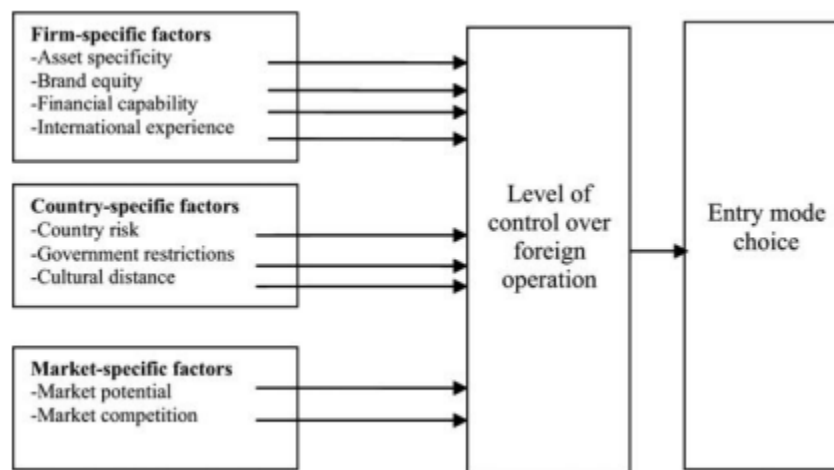 Firm-specific factors
-Asset specificity
-Brand equity
-Financial capability
-International experience
Country-specific factors
-Country risk
-Government restrictions
-Cultural distance
Market-specific factors
-Market potential
-Market competition
Level of
control over
foreign
operation
Entry mode
choice